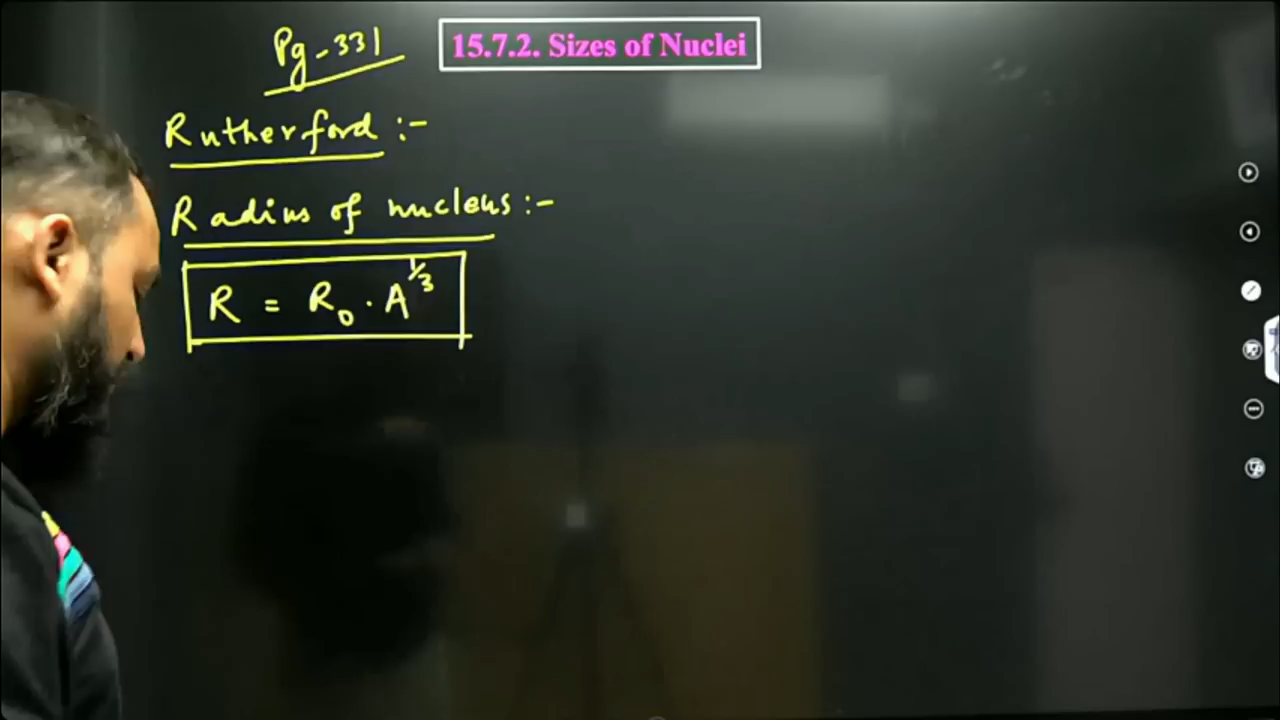 Pg-331
15.7.2. Sizes of Nuclei
Rutherford :-
Radius of nucleus :-
R = R₀ · A^1/3